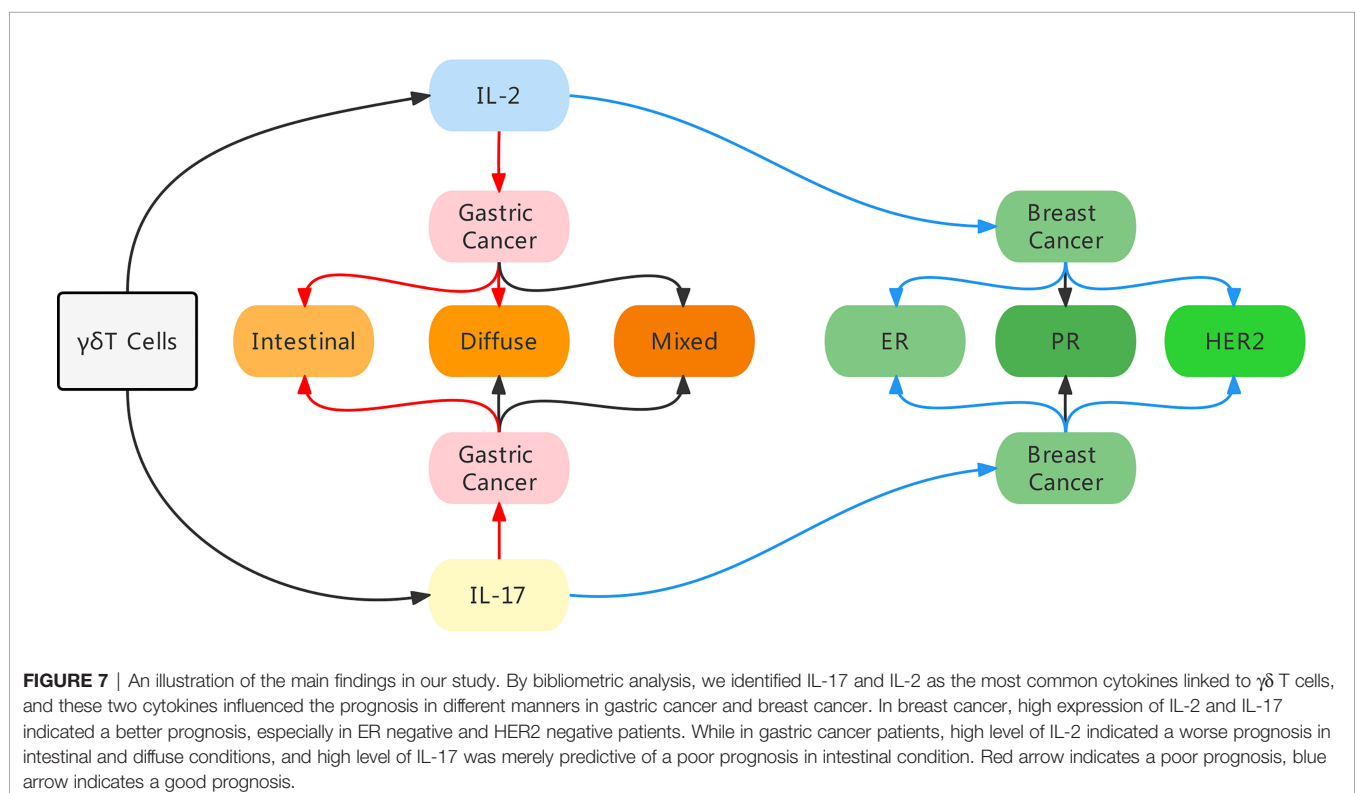 IL-2
Gastric
Cancer
Breast
Cancer
γδT Cells
Intestinal
Diffuse
Mixed
ER
PR
HER2
Gastric
Cancer
Breast
Cancer
IL-17
FIGURE 7 | An illustration of the main findings in our study. By bibliometric analysis, we identified IL-17 and IL-2 as the most common cytokines linked to γδ T cells,
and these two cytokines influenced the prognosis in different manners in gastric cancer and breast cancer. In breast cancer, high expression of IL-2 and IL-17
indicated a better prognosis, especially in ER negative and HER2 negative patients. While in gastric cancer patients, high level of IL-2 indicated a worse prognosis in
intestinal and diffuse conditions, and high level of IL-17 was merely predictive of a poor prognosis in intestinal condition. Red arrow indicates a poor prognosis, blue
arrow indicates a good prognosis.